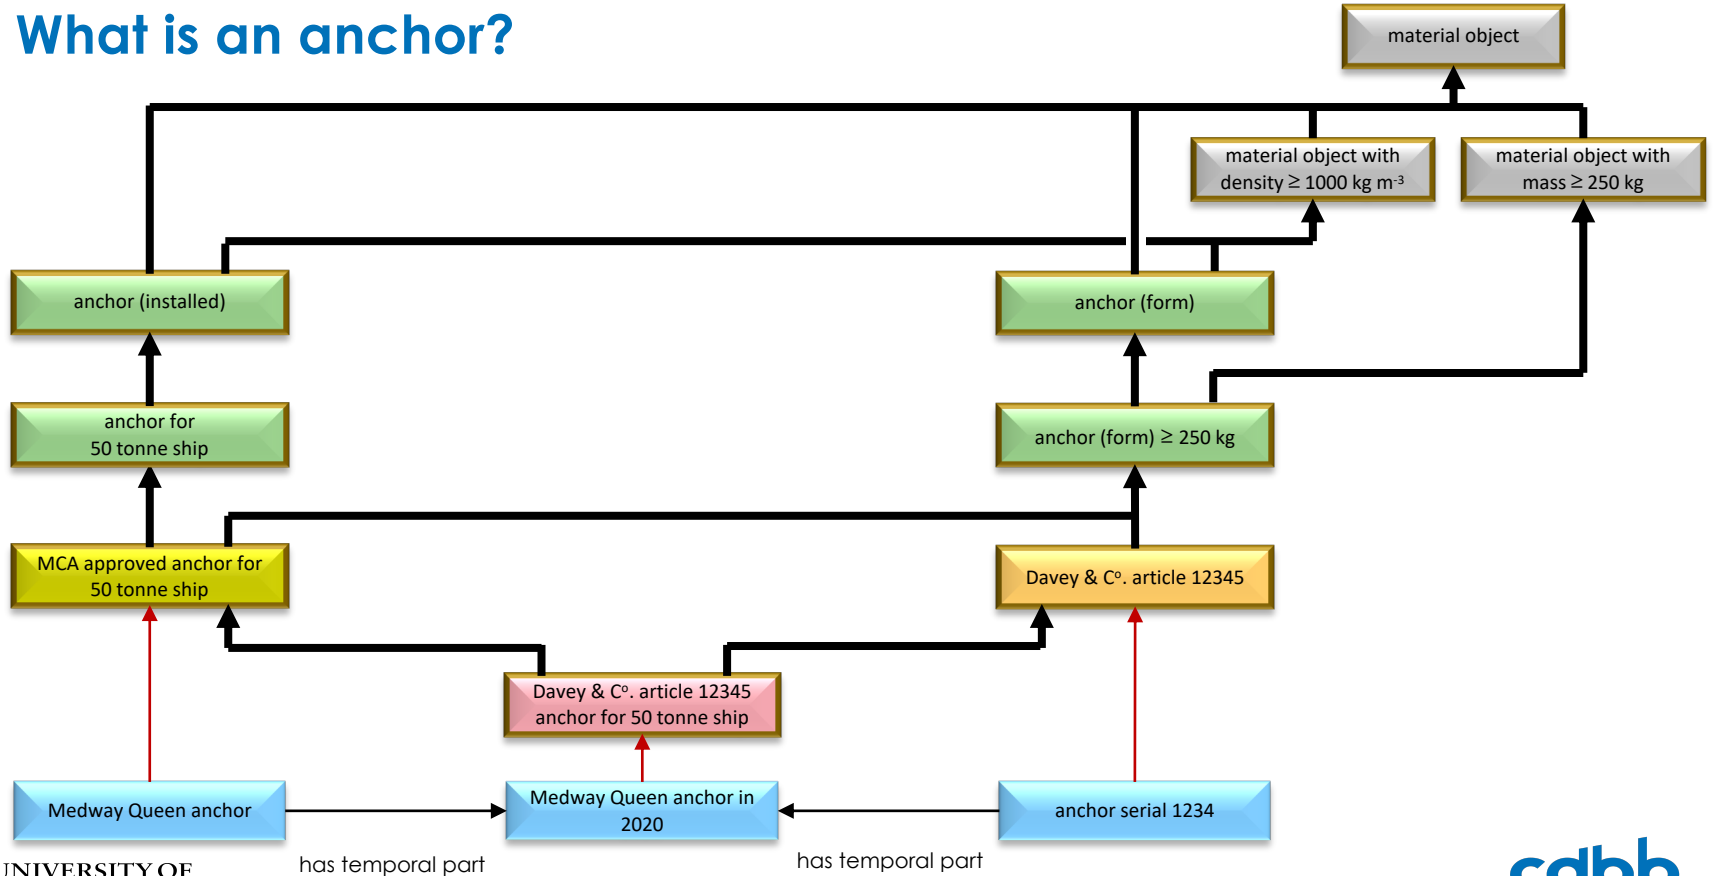 What is an anchor?
material object
material object with
density ≥ 1000 kg m⁻³
material object with
mass ≥ 250 kg
anchor (installed)
anchor (form)
anchor for
50 tonne ship
anchor (form) ≥ 250 kg
MCA approved anchor for
50 tonne ship
Davey & Cᵒ. article 12345
Davey & Cᵒ. article 12345
anchor for 50 tonne ship
Medway Queen anchor
Medway Queen anchor in
2020
anchor serial 1234
has temporal part
has temporal part
UNIVERSITY OF
cdbb